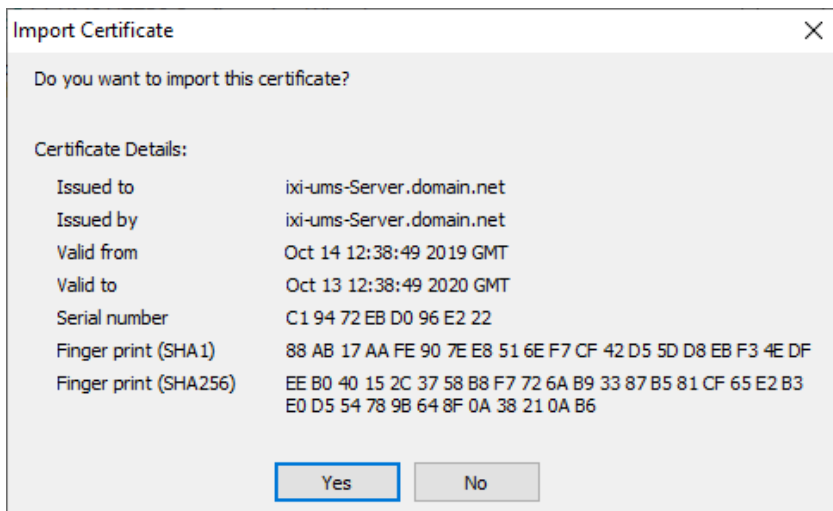 Import Certificate
Do you want to import this certificate?
Certificate Details:
Issued to ixi-ums-Server.domain.net
Issued by ixi-ums-Server.domain.net
Valid from Oct 14 12:38:49 2019 GMT
Valid to Oct 13 12:38:49 2020 GMT
Serial number C1 94 72 EB D0 96 E2 22
Finger print (SHA1) 88 AB 17 AA FE 90 7E E8 51 6E F7 CF 42 D5 5D D8 EB F3 4E DF
Finger print (SHA256) EE B0 40 15 2C 37 58 B8 F7 72 6A B9 33 87 B5 81 CF 65 E2 B3
E0 D5 54 78 9B 64 8F 0A 38 21 0A B6
Yes No